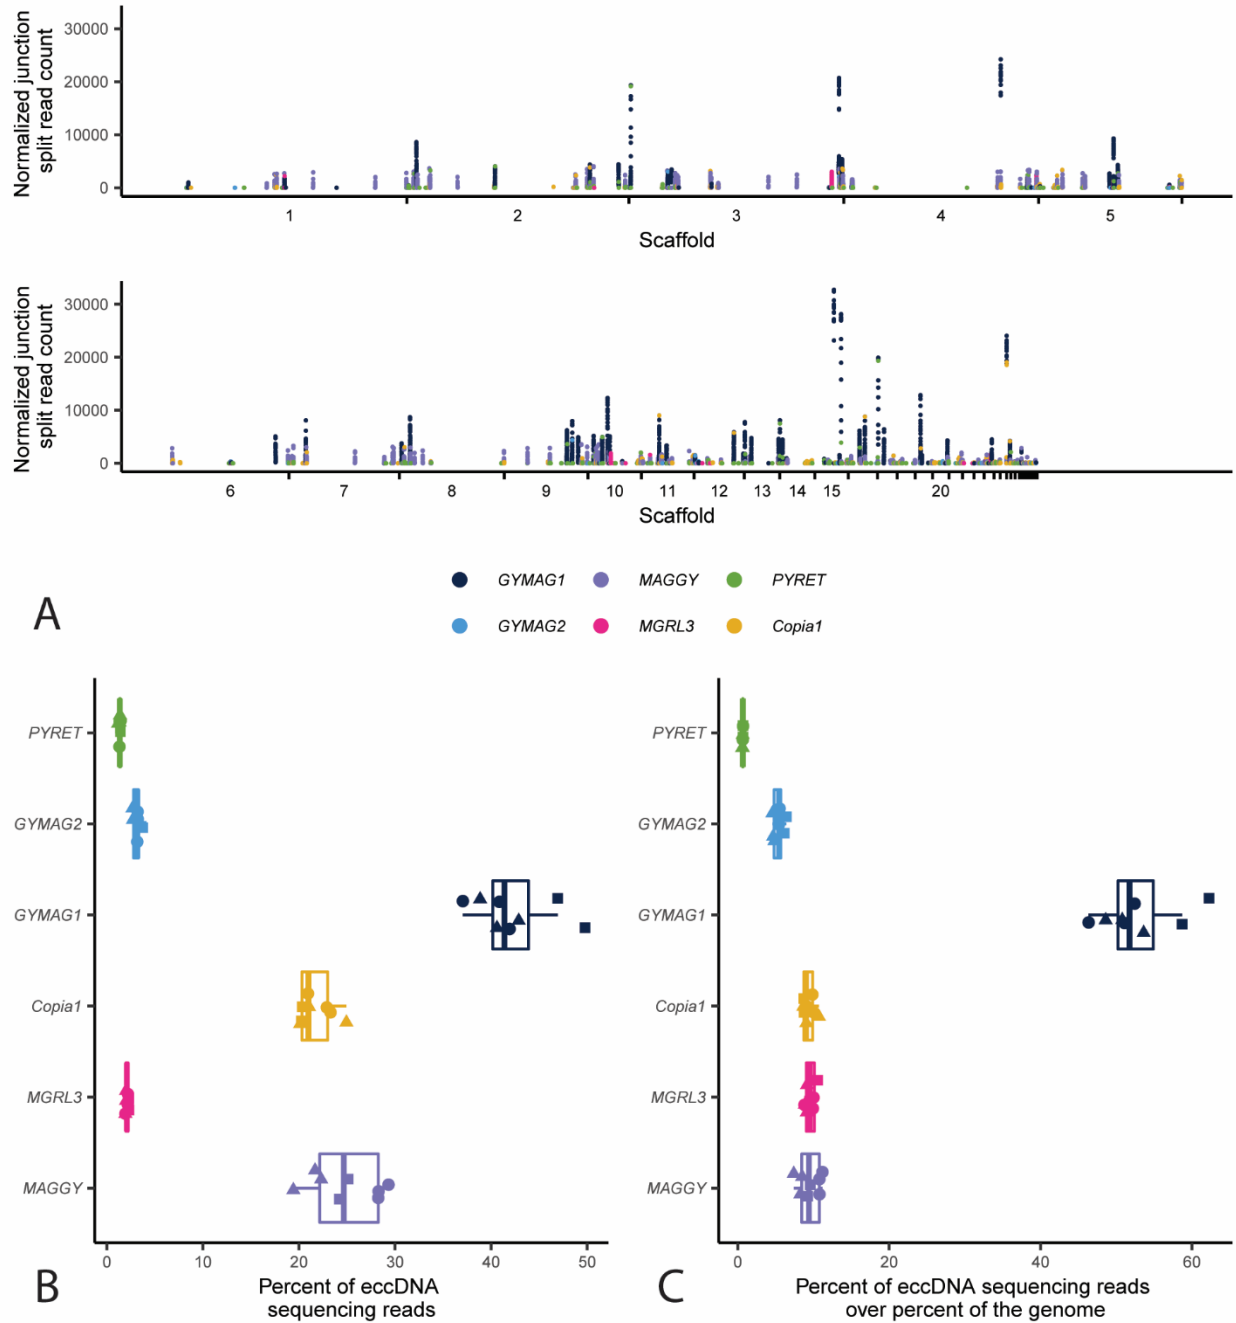 Normalized junction
split read count
30000
20000
10000
0
1 2 3 4 5
Scaffold
Normalized junction
split read count
30000
20000
10000
0
6 7 8 9 10 11 12 13 14 15 20
Scaffold
A
GYMAG1 MAGGY PYRET
GYMAG2 MGRL3 Copia1
PYRET
GYMAG2
GYMAG1
Copia1
MGRL3
MAGGY
0 10 20 30 40 50
B
Percent of eccDNA
sequencing reads
PYRET
GYMAG2
GYMAG1
Copia1
MGRL3
MAGGY
0 20 40 60
C
Percent of eccDNA sequencing reads
over percent of the genome